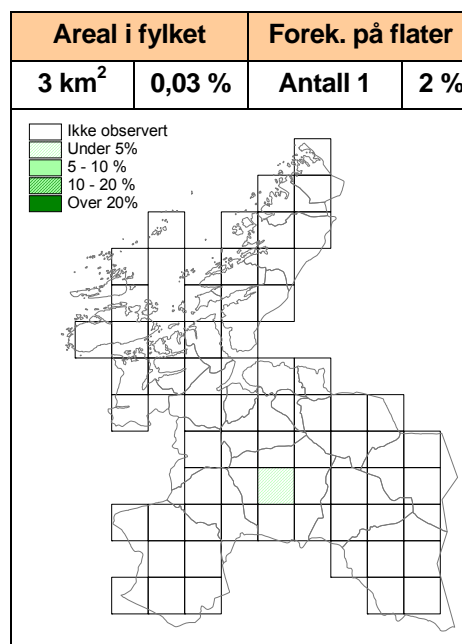 Areal i fylket Forek. på flater
3 km² 0,03 % Antall 1 2 %
Ikke observert
Under 5%
5 - 10 %
10 - 20 %
Over 20%